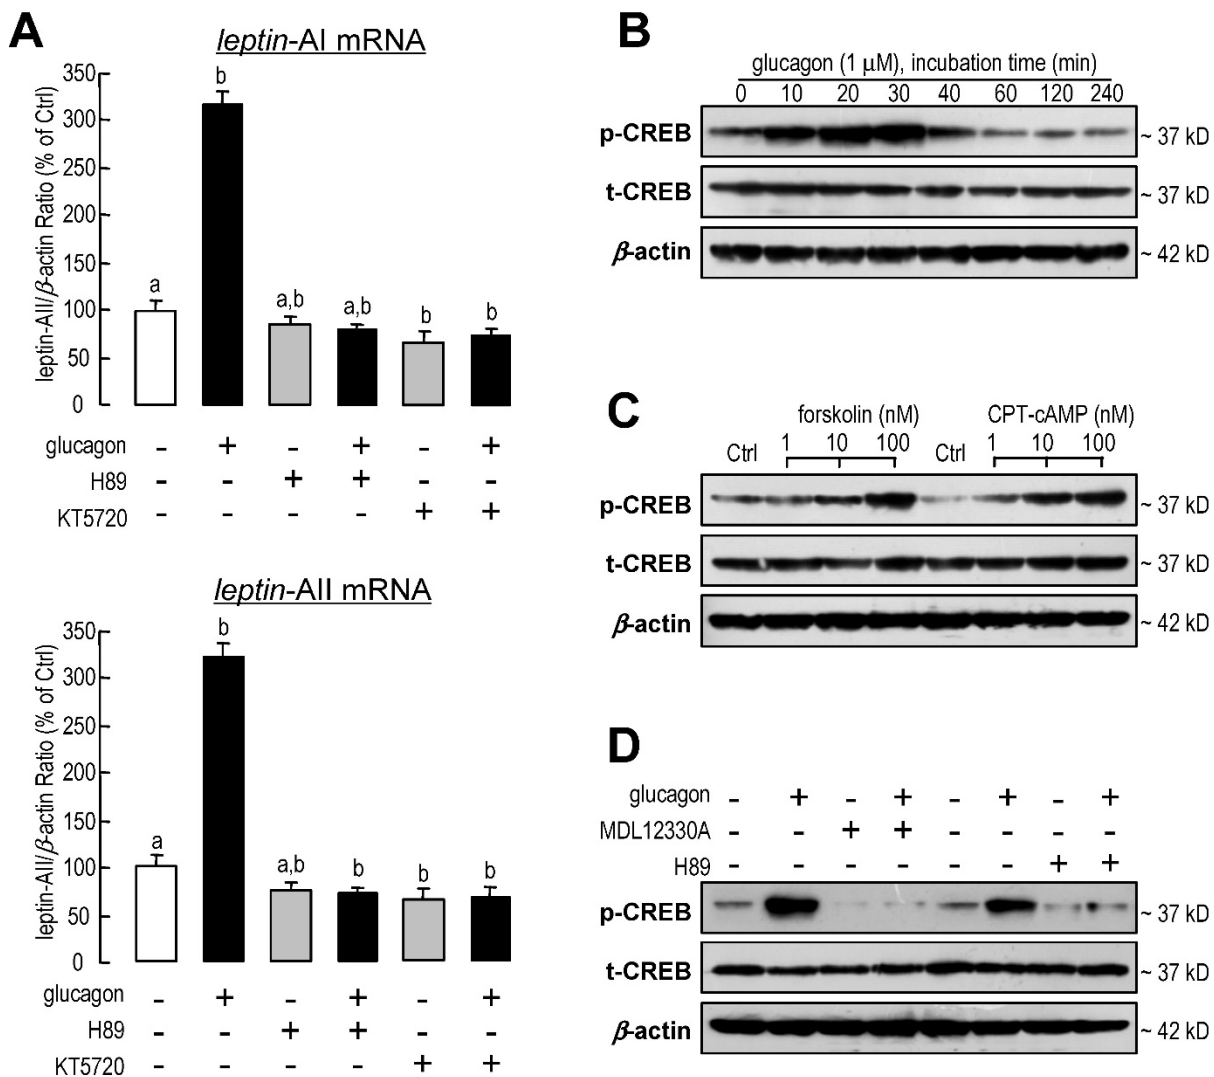 A
leptin-AI mRNA
leptin-AII/β-actin Ratio (% of Ctrl)
350
300
250
200
150
100
50
0
a
b
a,b
a,b
b
b
glucagon - + - + - +
H89 - - + + - -
KT5720 - - - - + +
leptin-AII mRNA
leptin-AII/β-actin Ratio (% of Ctrl)
350
300
250
200
150
100
50
0
a
b
a,b
b
b
b
glucagon - + - + - +
H89 - - + + - -
KT5720 - - - - + +
B
glucagon (1 μM), incubation time (min)
0 10 20 30 40 60 120 240
p-CREB ~ 37 kD
t-CREB ~ 37 kD
β-actin ~ 42 kD
C
forskolin (nM) CPT-cAMP (nM)
Ctrl 1 10 100 Ctrl 1 10 100
p-CREB ~ 37 kD
t-CREB ~ 37 kD
β-actin ~ 42 kD
D
glucagon - + - + - + - +
MDL12330A - - + + - - - -
H89 - - - - - - + +
p-CREB ~ 37 kD
t-CREB ~ 37 kD
β-actin ~ 42 kD